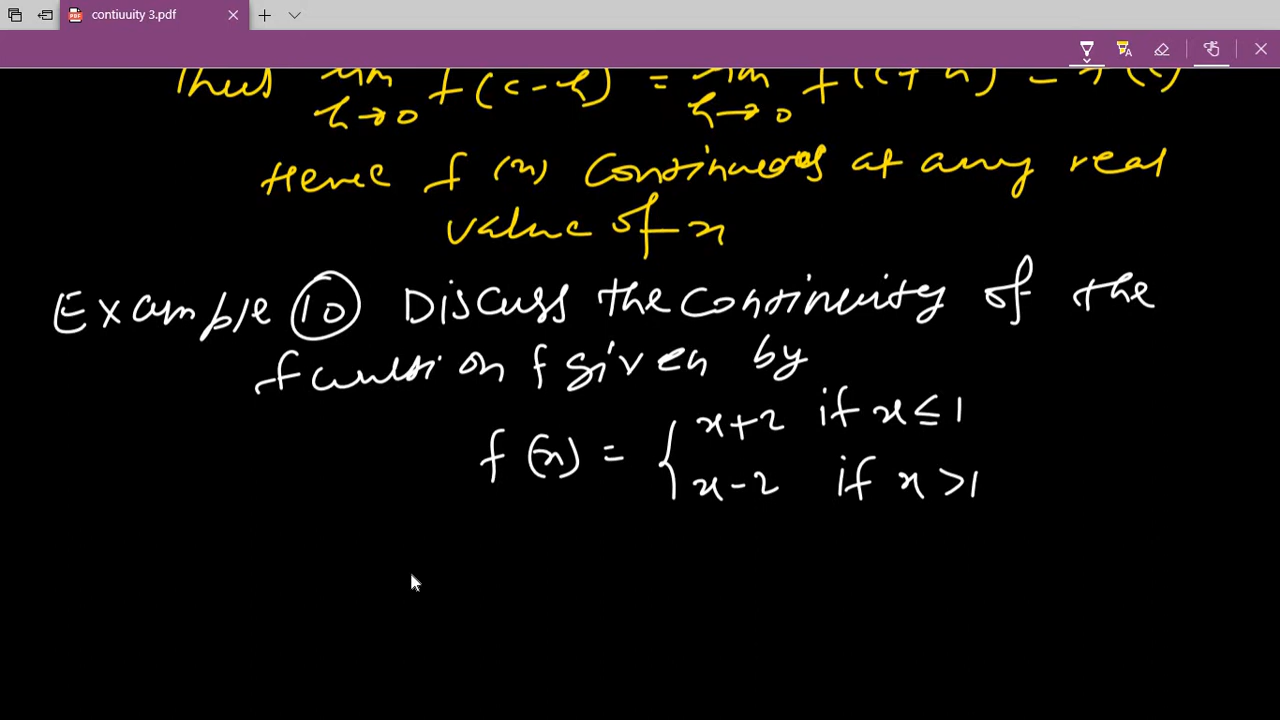 contiuuity 3.pdf
Thus lim f(c-h) = lim f(c+h) = f(c)
h→0 h→0
Hence f(x) continuous at any real
value of x
Example 10 Discuss the continuity of the
function f given by
f(x) = { x+2 if x ≤ 1
x-2 if x > 1